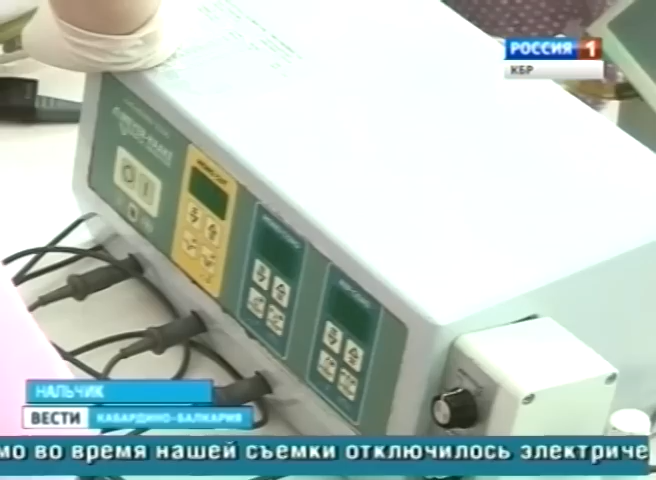 РОССИЯ 1
КБР
НАЛЬЧИК
ВЕСТИ КАБАРДИНО-БАЛКАРИЯ
мо во время нашей съемки отключилось электриче